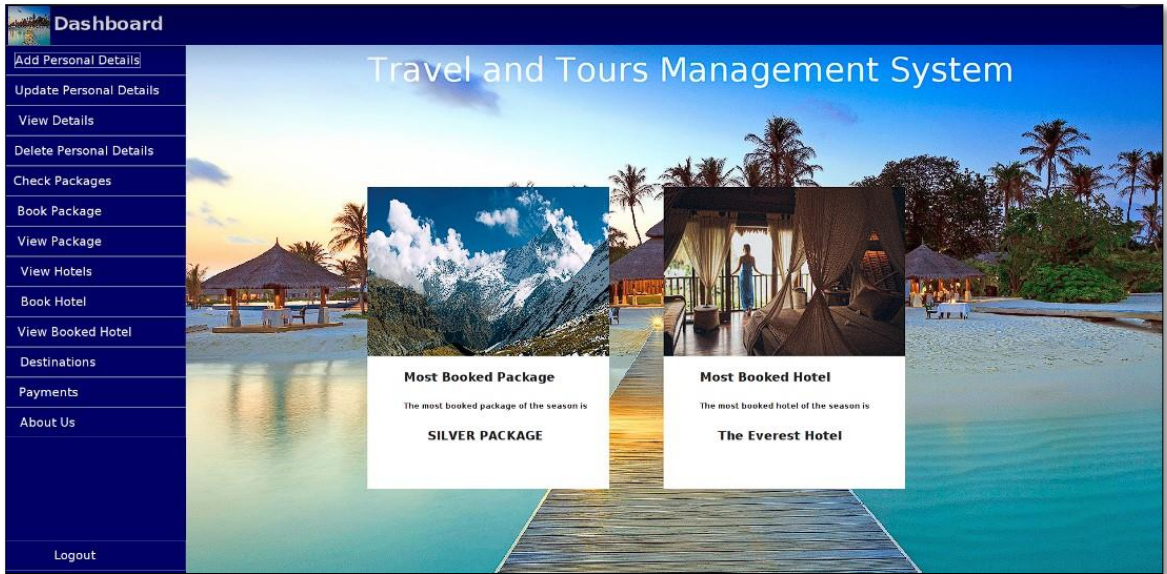 Dashboard
Add Personal Details
Update Personal Details
View Details
Delete Personal Details
Check Packages
Book Package
View Package
View Hotels
Book Hotel
View Booked Hotel
Destinations
Payments
About Us
Logout
Travel and Tours Management System
Most Booked Package
The most booked package of the season is
SILVER PACKAGE
Most Booked Hotel
The most booked hotel of the season is
The Everest Hotel